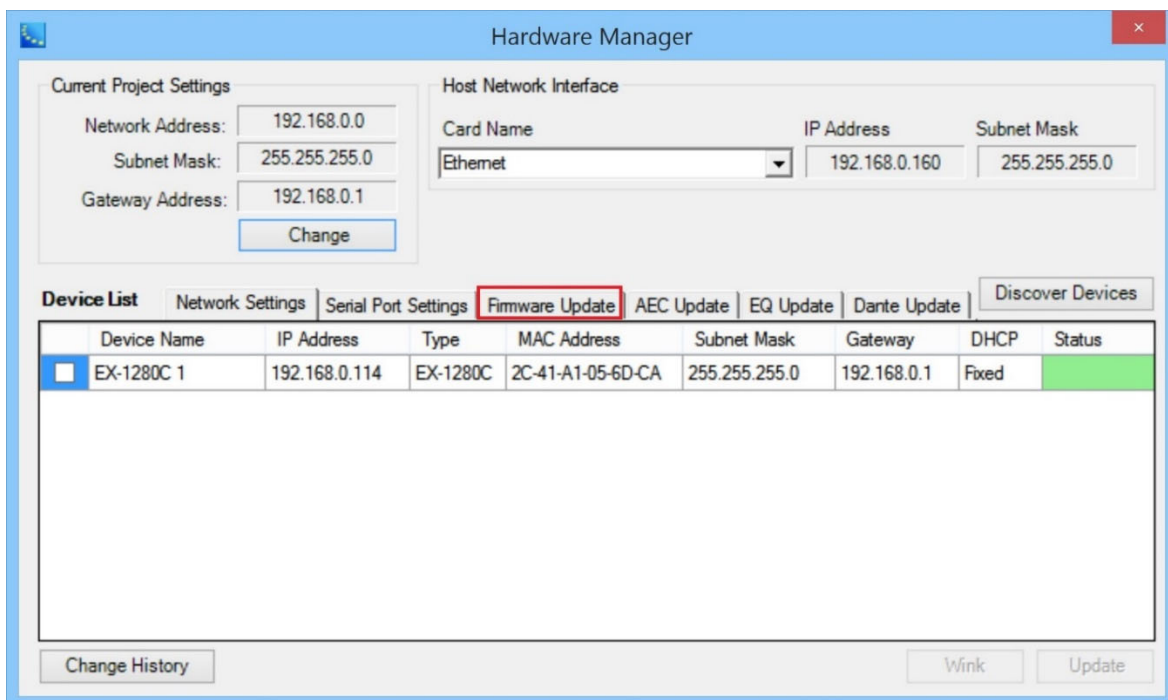 Hardware Manager
×
Current Project Settings
Network Address: 192.168.0.0
Subnet Mask: 255.255.255.0
Gateway Address: 192.168.0.1
Change
Host Network Interface
Card Name IP Address Subnet Mask
Ethernet 192.168.0.160 255.255.255.0
Device List Network Settings Serial Port Settings Firmware Update AEC Update EQ Update Dante Update Discover Devices
Device Name IP Address Type MAC Address Subnet Mask Gateway DHCP Status
EX-1280C 1 192.168.0.114 EX-1280C 2C-41-A1-05-6D-CA 255.255.255.0 192.168.0.1 Fixed
Change History Wink Update